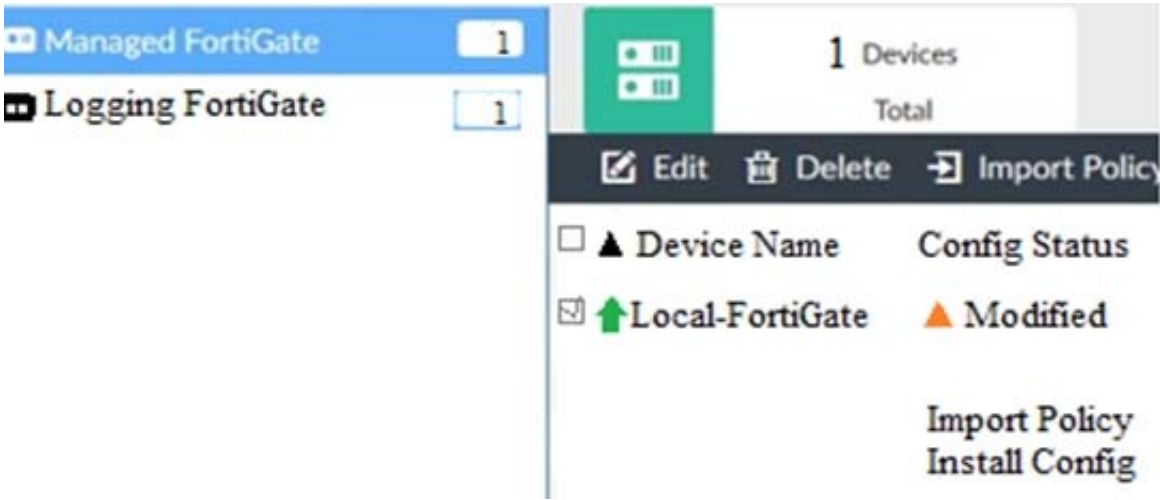 Managed FortiGate 1
Logging FortiGate 1
1 Devices
Total
Edit Delete Import Policy
Device Name Config Status
Local-FortiGate Modified
Import Policy
Install Config